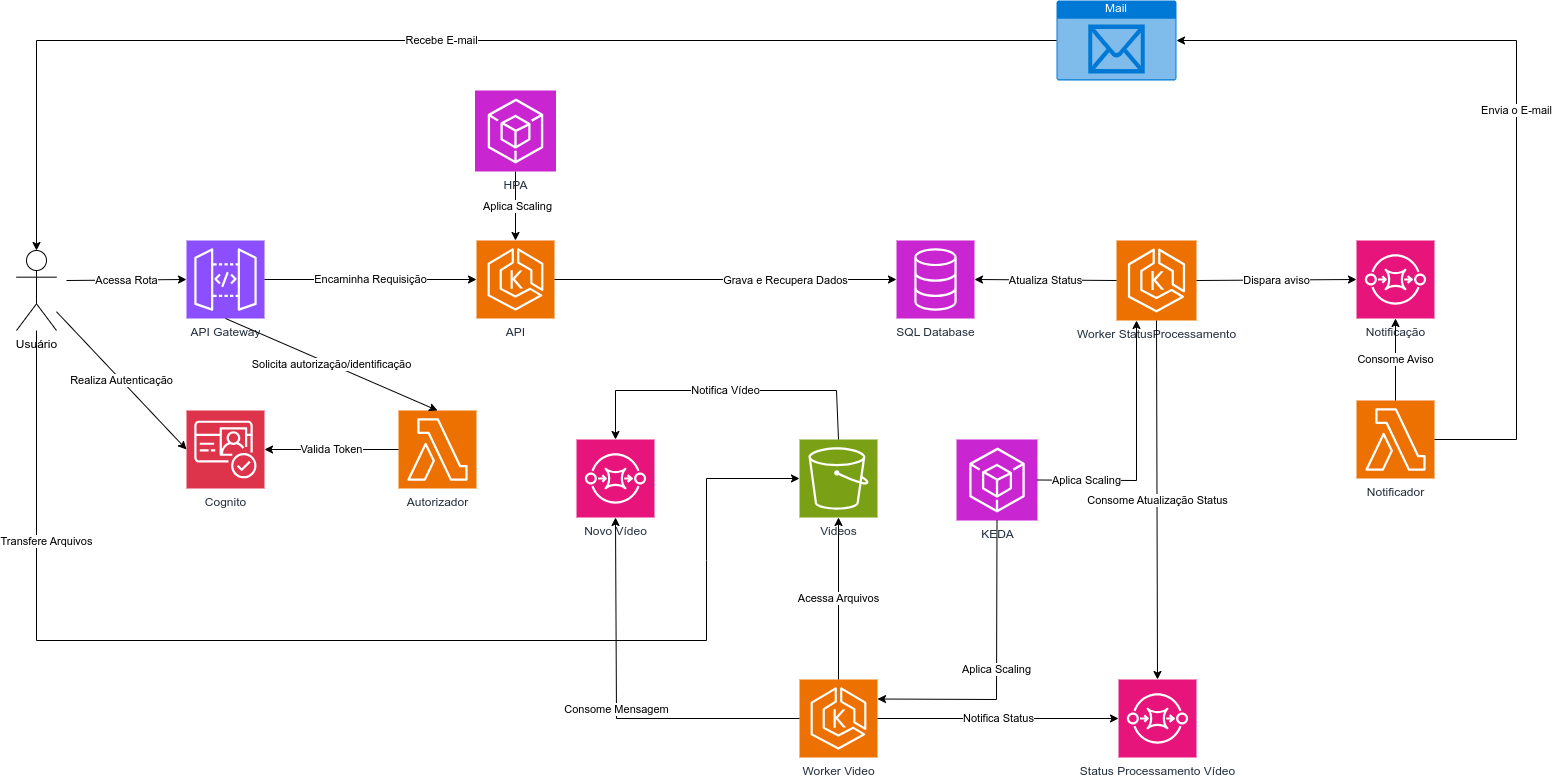 Mail
Recebe E-mail
Envia o E-mail
HPA
Aplica Scaling
Acessa Rota
Encaminha Requisição
Grava e Recupera Dados
Atualiza Status
Dispara aviso
Usuário
API Gateway
API
SQL Database
Worker StatusProcessamento
Notificação
Solicita autorização/identificação
Consome Aviso
Realiza Autenticação
Notifica Vídeo
Valida Token
Aplica Scaling
Cognito
Autorizador
Consome Atualização Status
Notificador
Novo Vídeo
Videos
KEDA
Transfere Arquivos
Acessa Arquivos
Aplica Scaling
Consome Mensagem
Notifica Status
Worker Video
Status Processamento Vídeo